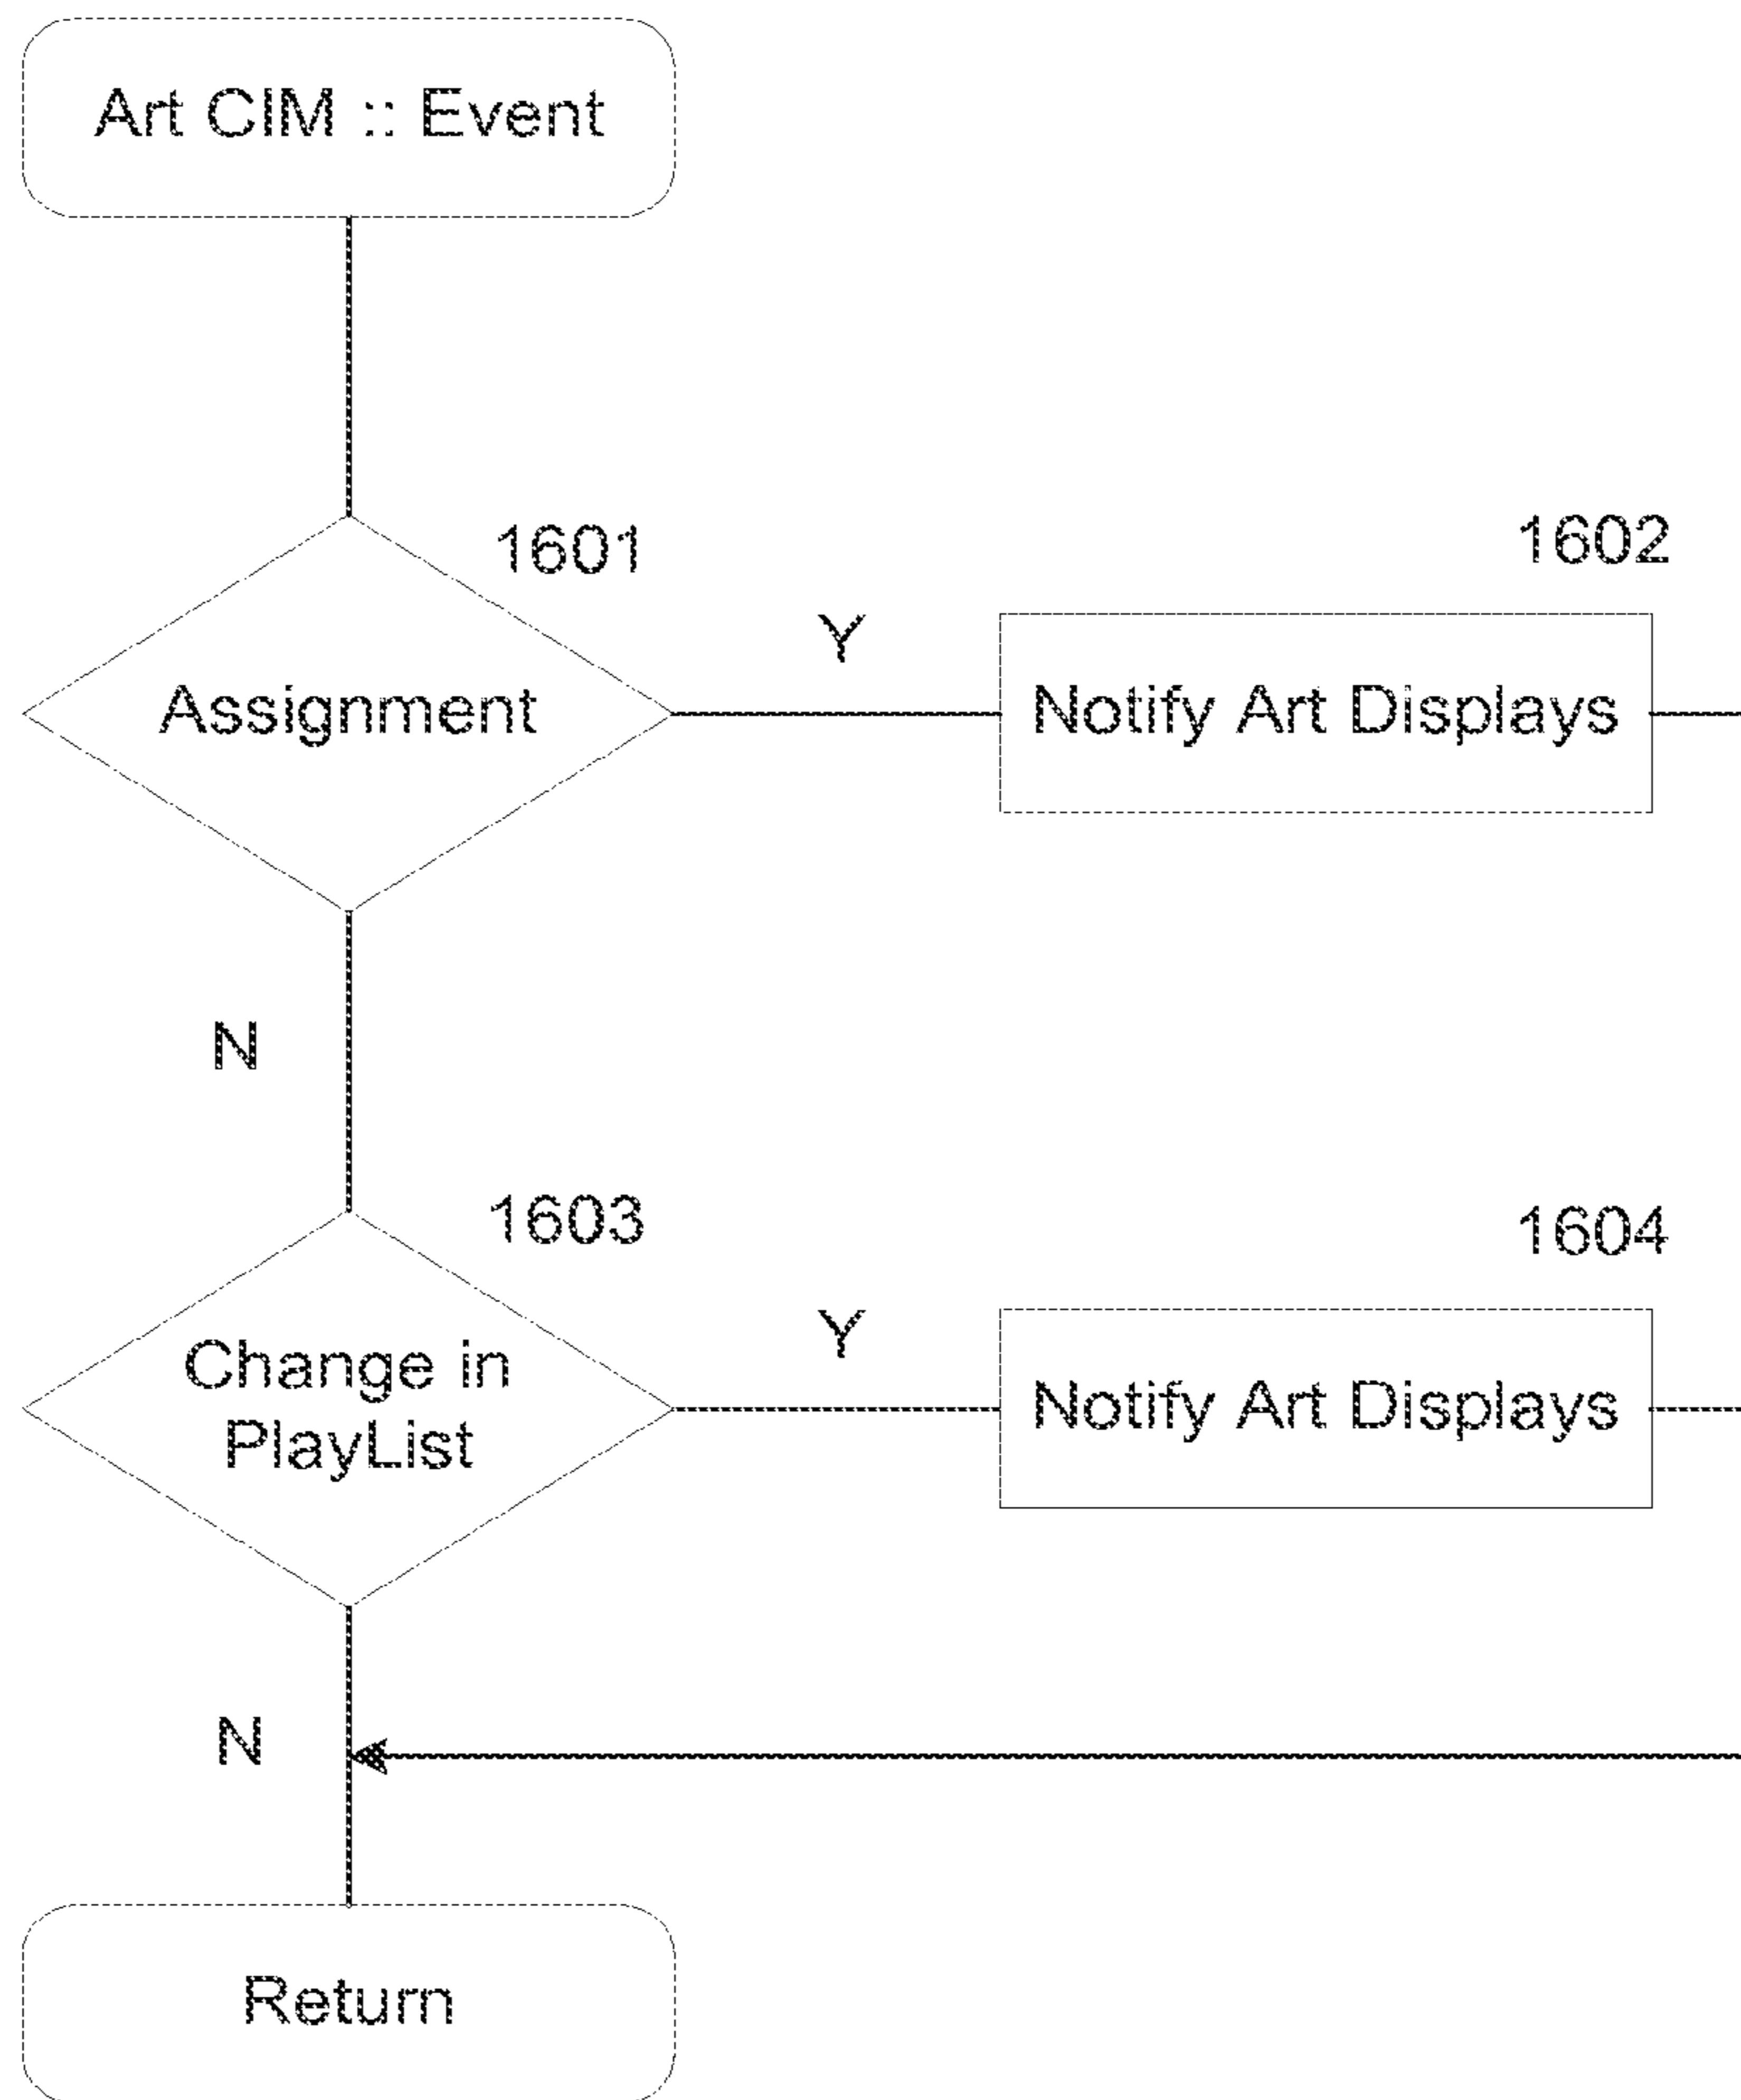 Art CIM :: Event
1601
Assignment
Y
1602
Notify Art Displays
N
1603
Change in
PlayList
Y
1604
Notify Art Displays
N
Return